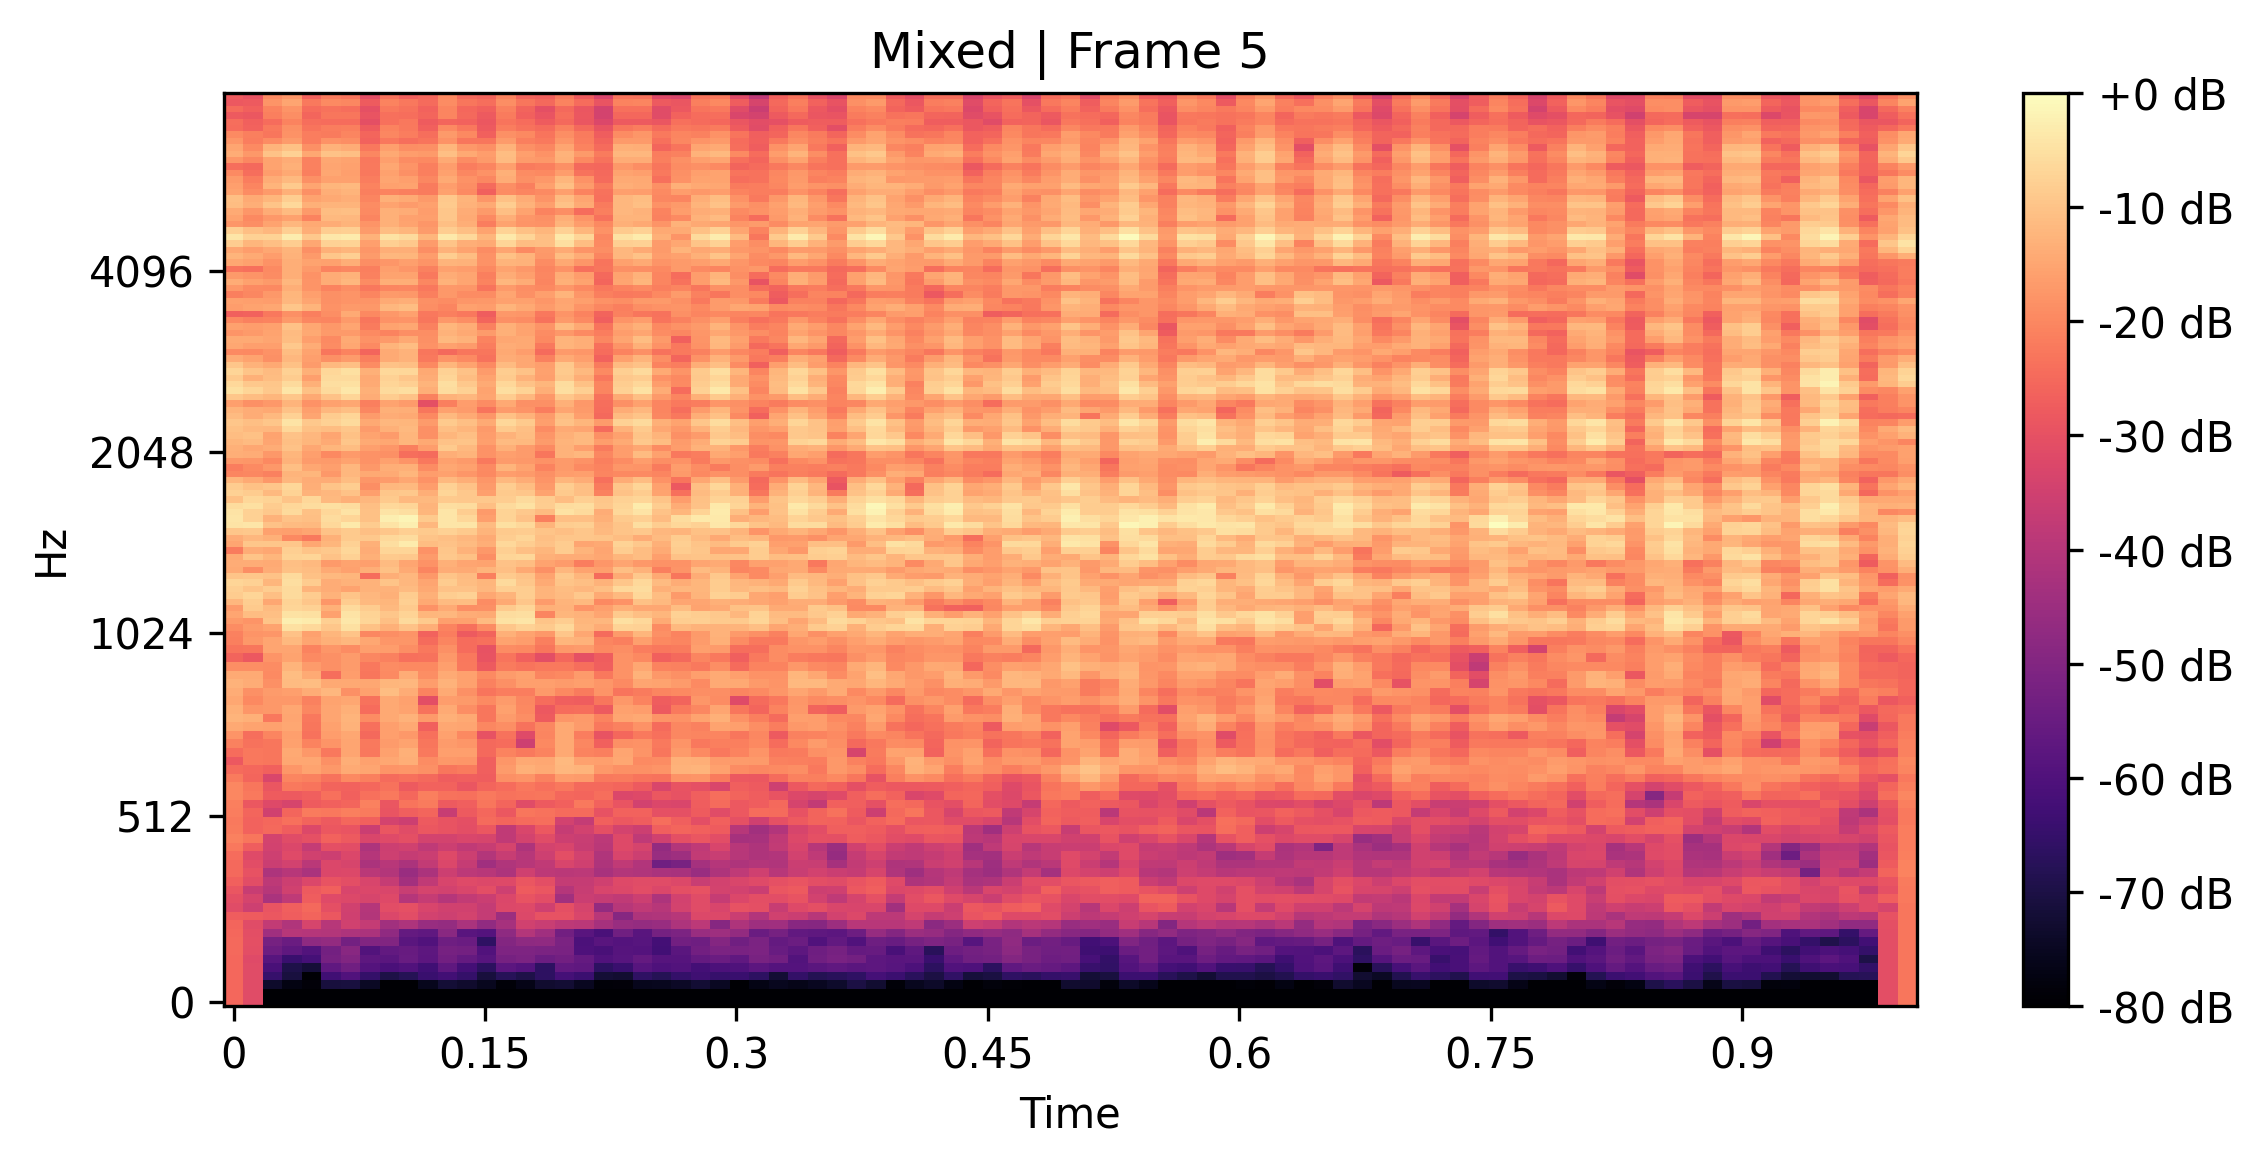 Mixed | Frame 5
Hz
4096
2048
1024
512
0
0 0.15 0.3 0.45 0.6 0.75 0.9
Time
+0 dB
-10 dB
-20 dB
-30 dB
-40 dB
-50 dB
-60 dB
-70 dB
-80 dB